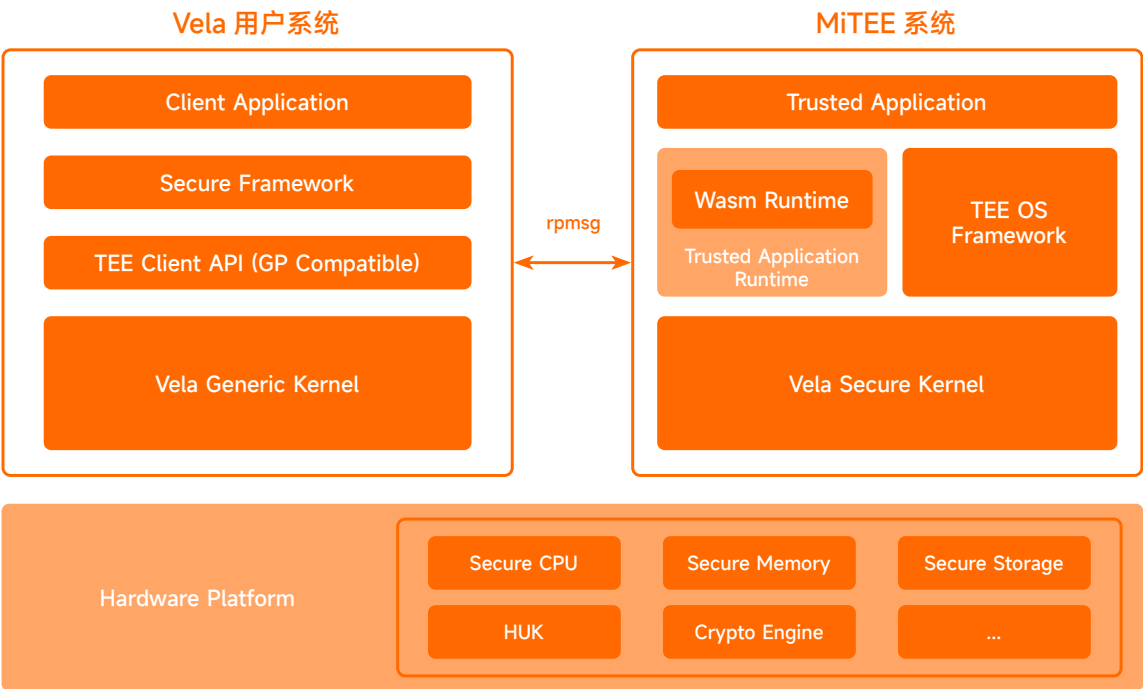 Vela 用户系统
MiTEE 系统
Client Application
Secure Framework
TEE Client API (GP Compatible)
Vela Generic Kernel
rpmsg
Trusted Application
Wasm Runtime
Trusted Application
Runtime
TEE OS
Framework
Vela Secure Kernel
Hardware Platform
Secure CPU
Secure Memory
Secure Storage
HUK
Crypto Engine
...